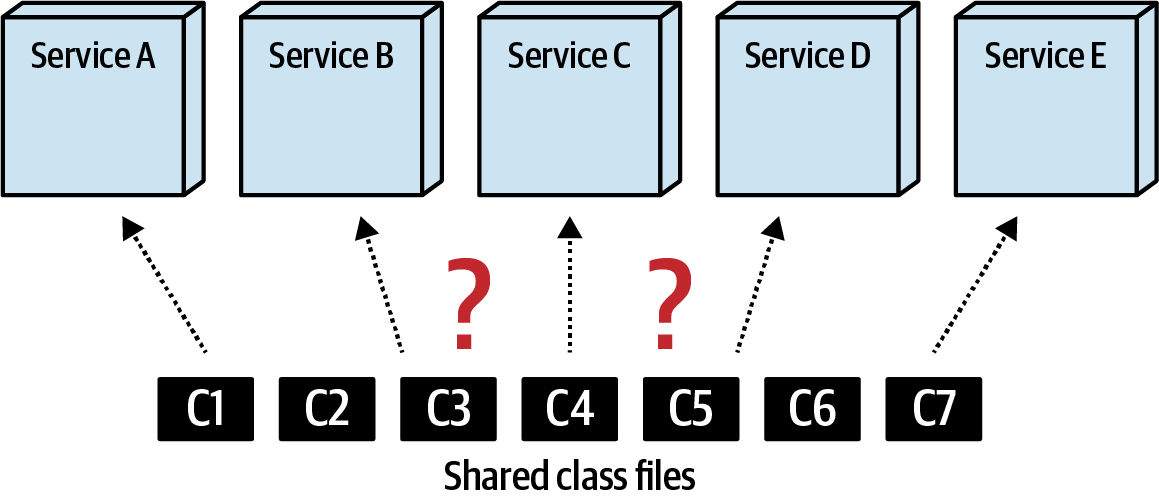 Service A
Service B
Service C
Service D
Service E
? ?
C1 C2 C3 C4 C5 C6 C7
Shared class files